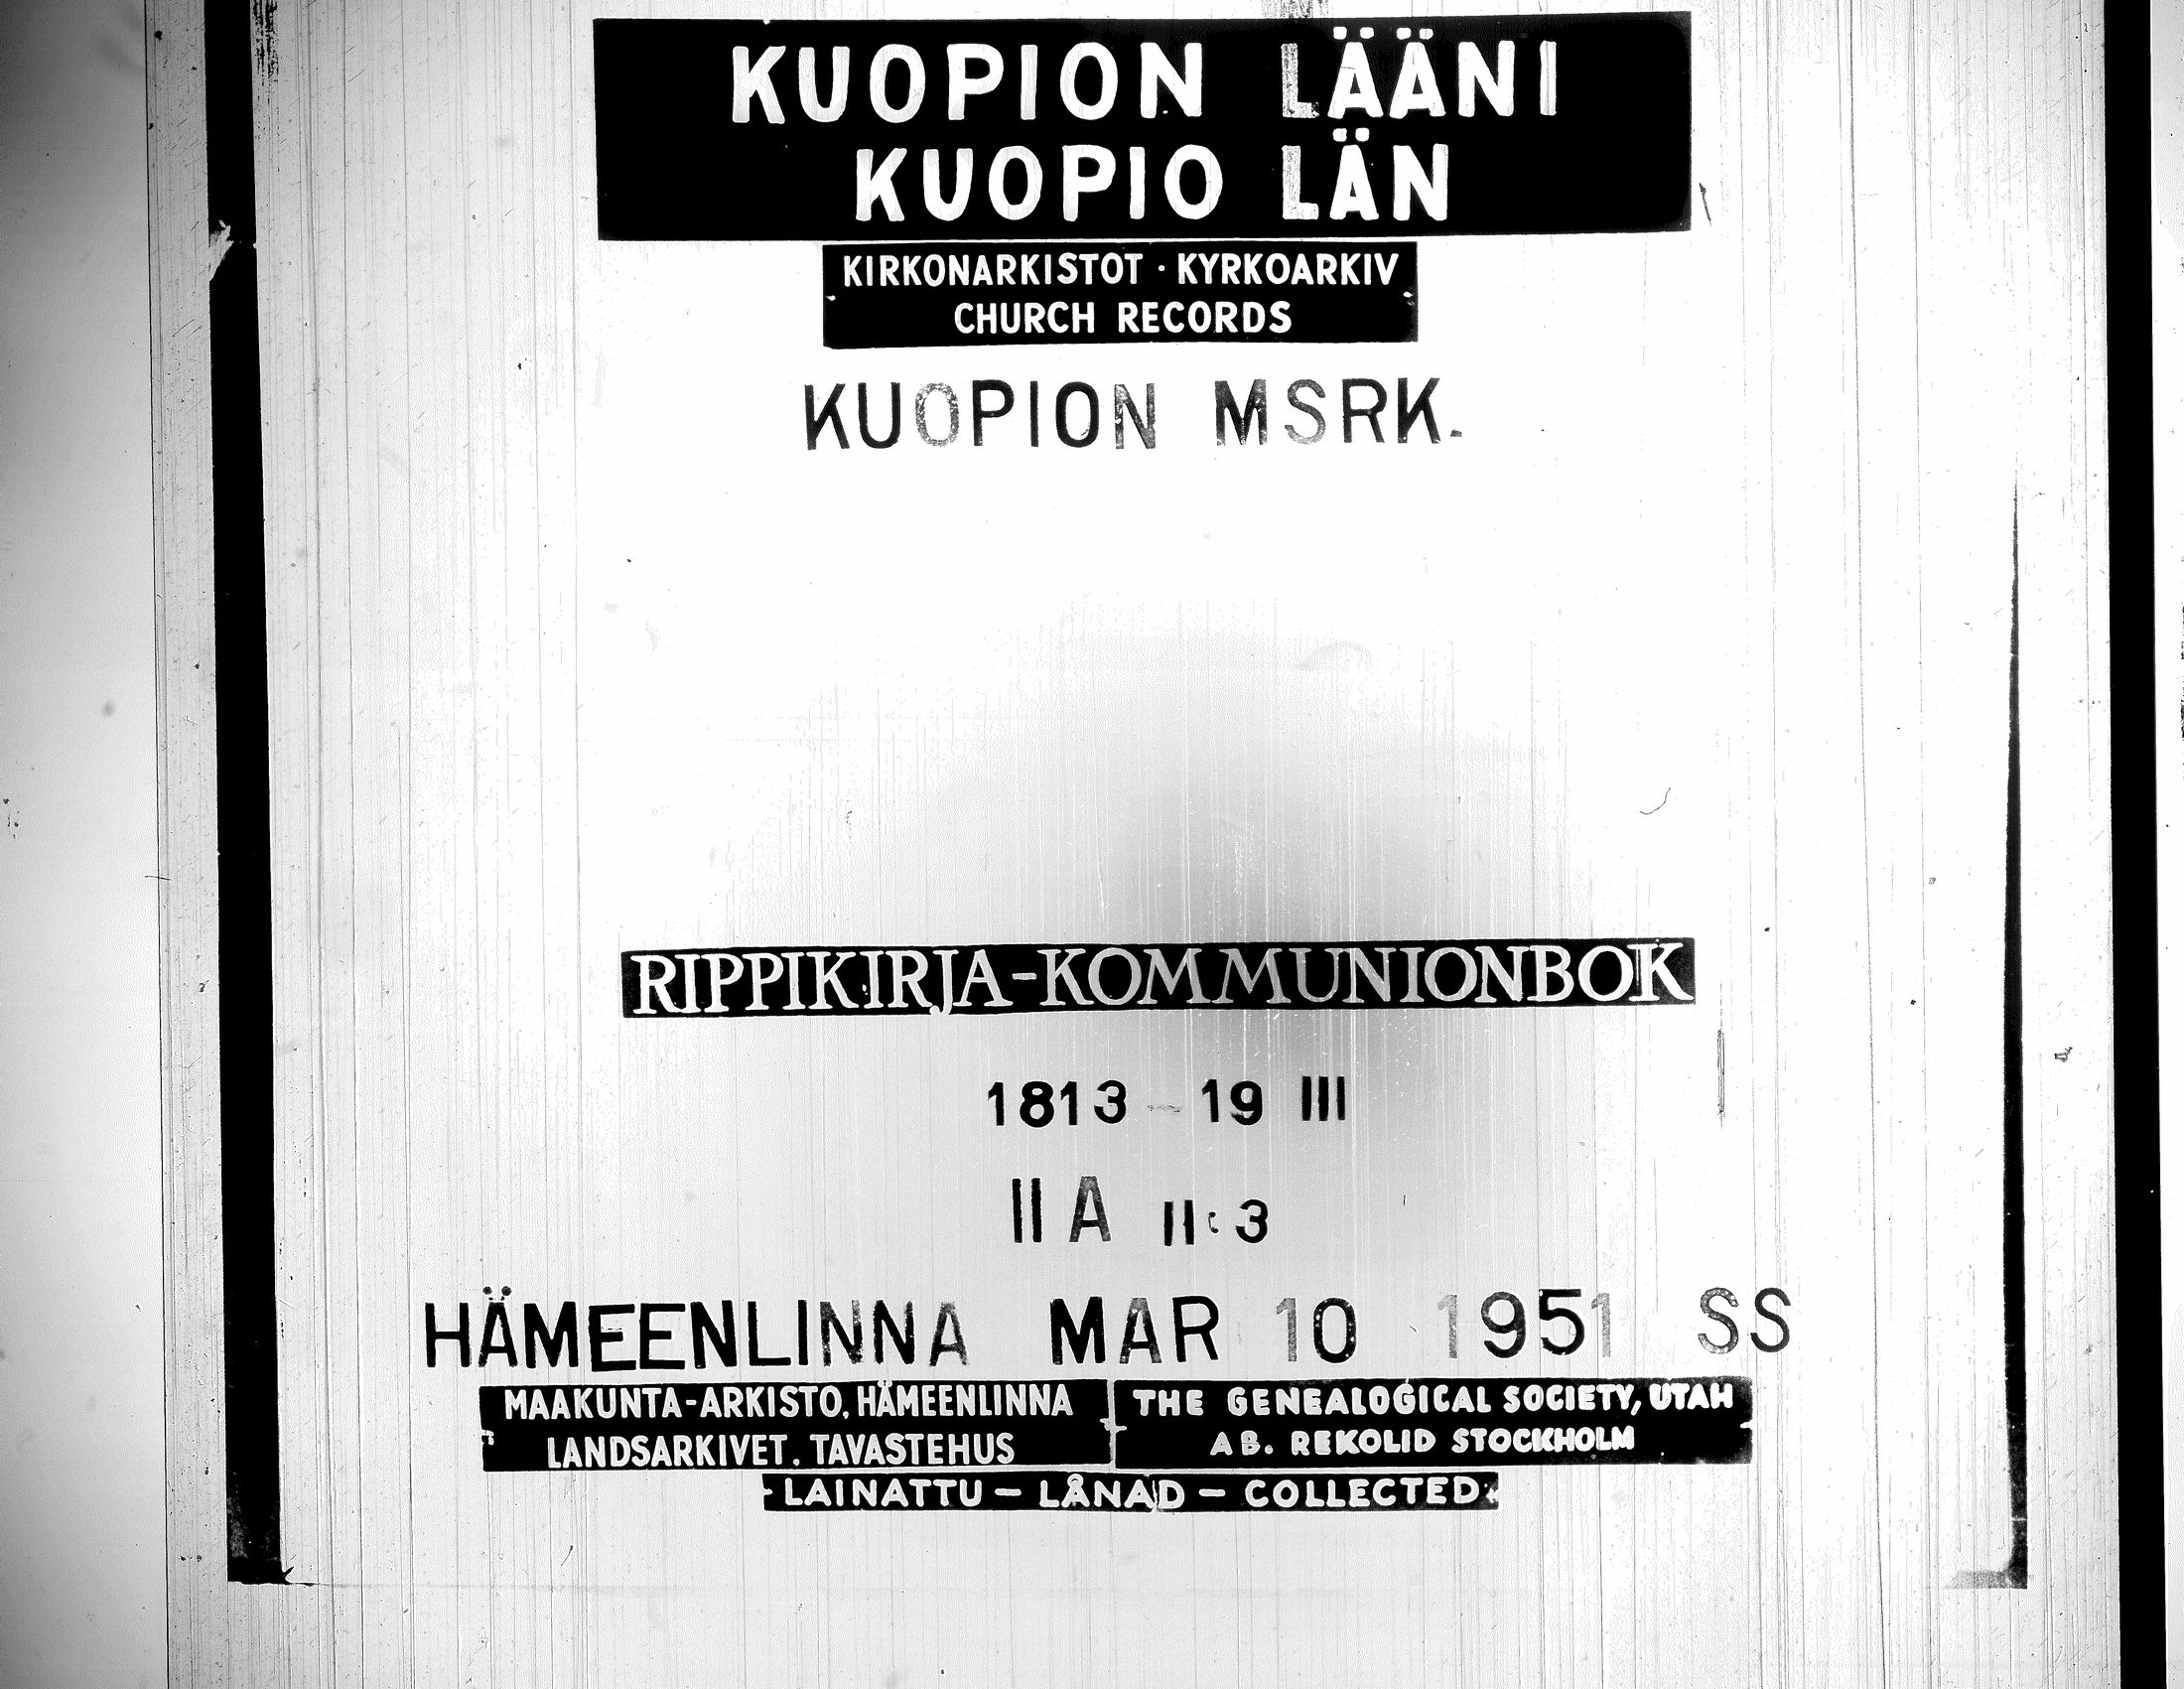 KUOPION LÄÄNI
KUOPIO LÄN
KIRKONARKISTOT · KYRKOARKIV
CHURCH RECORDS
KUOPION MSRK.
RIPPIKIRJA-KOMMUNIONBOK
1813 - 19 III
II A II:3
HÄMEENLINNA MAR 10 1951 SS
MAAKUNTA-ARKISTO, HÄMEENLINNA
LANDSARKIVET, TAVASTEHUS
THE GENEALOGICAL SOCIETY, UTAH
AB. REKOLID STOCKHOLM
LAINATTU - LÅNAD - COLLECTED